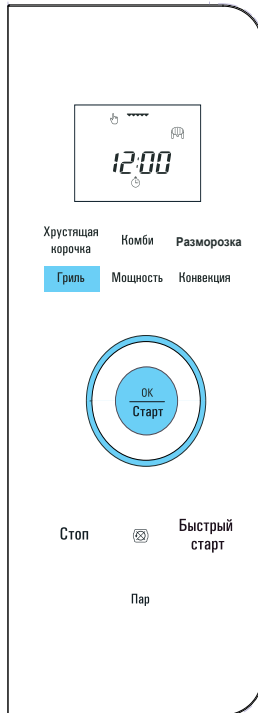 12:00
Хрустящая корочка
Комби
Разморозка
Гриль
Мощность
Конвекция
OK
Старт
Стоп
Быстрый старт
Пар